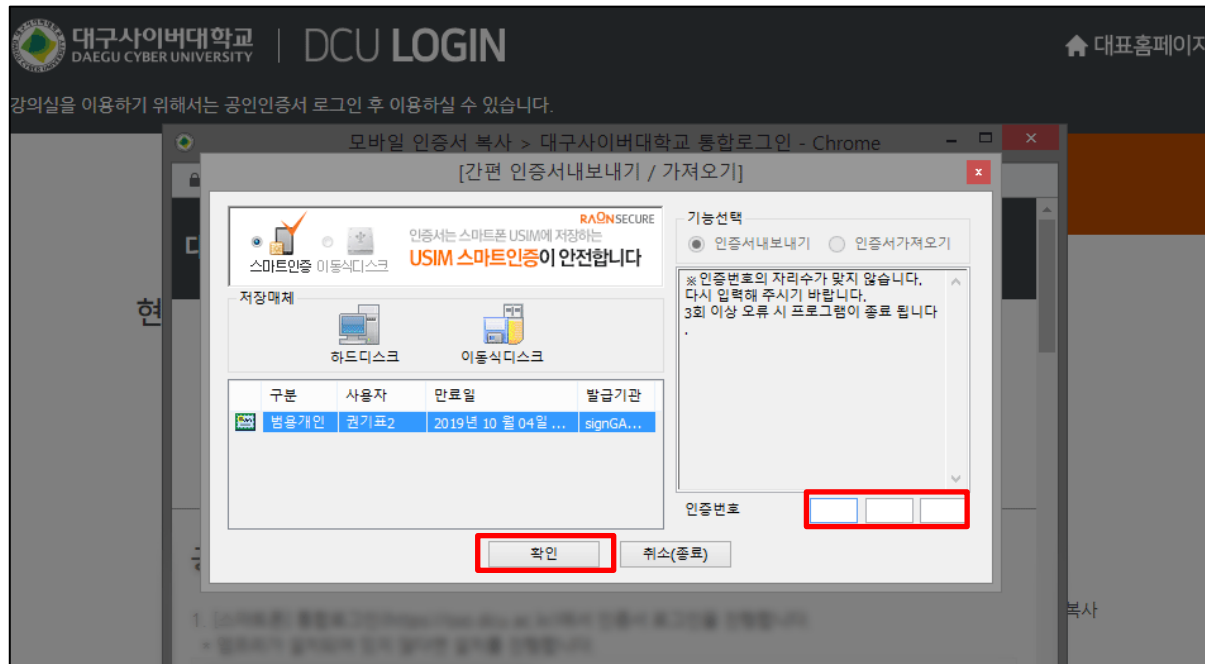 대구사이버대학교
DAEGU CYBER UNIVERSITY
DCU LOGIN
대표홈페이지
강의실을 이용하기 위해서는 공인인증서 로그인 후 이용하실 수 있습니다.
모바일 인증서 복사 > 대구사이버대학교 통합로그인 - Chrome
[간편 인증서내보내기 / 가져오기]
RAONSECURE
인증서는 스마트폰 USIM에 저장하는
USIM 스마트인증이 안전합니다
스마트인증 이동식디스크
기능선택
인증서내보내기 인증서가져오기
※ 인증번호의 자리수가 맞지 않습니다.
다시 입력해 주시기 바랍니다.
3회 이상 오류 시 프로그램이 종료 됩니다
.
저장매체
하드디스크 이동식디스크
구분 사용자 만료일 발급기관
범용개인 권기표2 2019년 10 월 04일 ... signGA...
인증번호
확인 취소(종료)
현
복사
1.